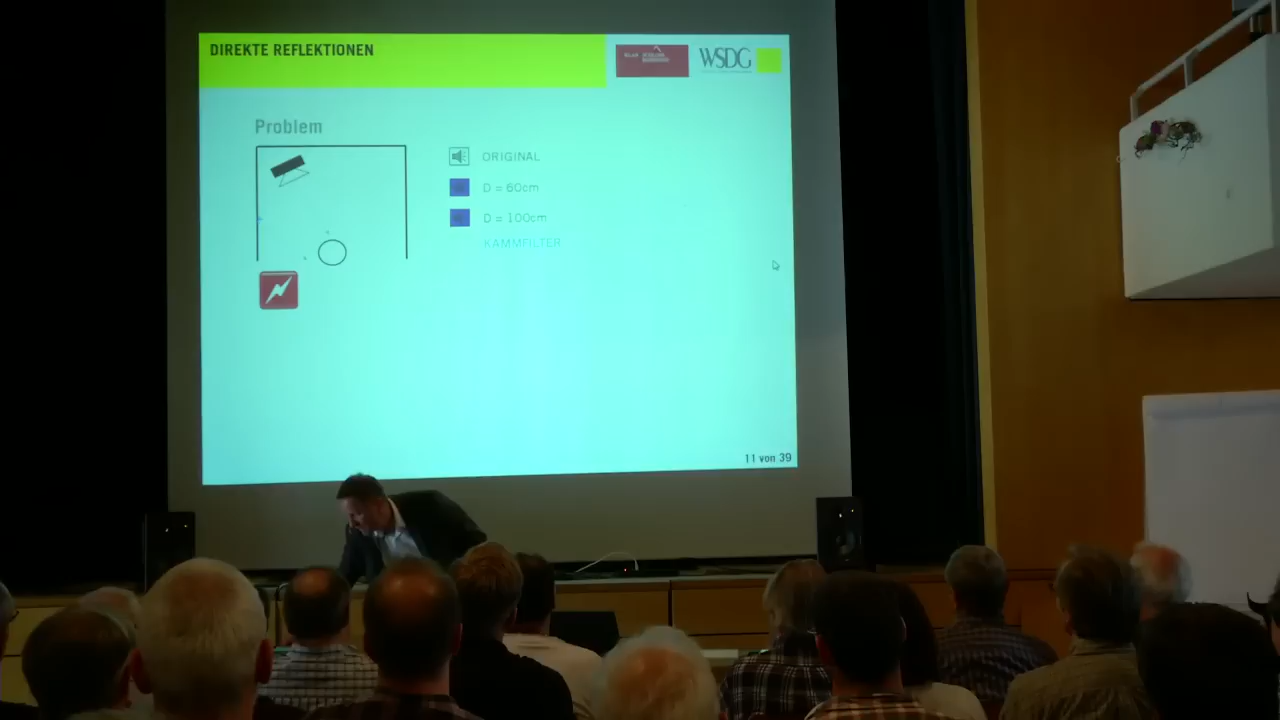 DIREKTE REFLEKTIONEN
WSDG
Problem
ORIGINAL
D = 60cm
D = 100cm
KAMMFILTER
11 von 39